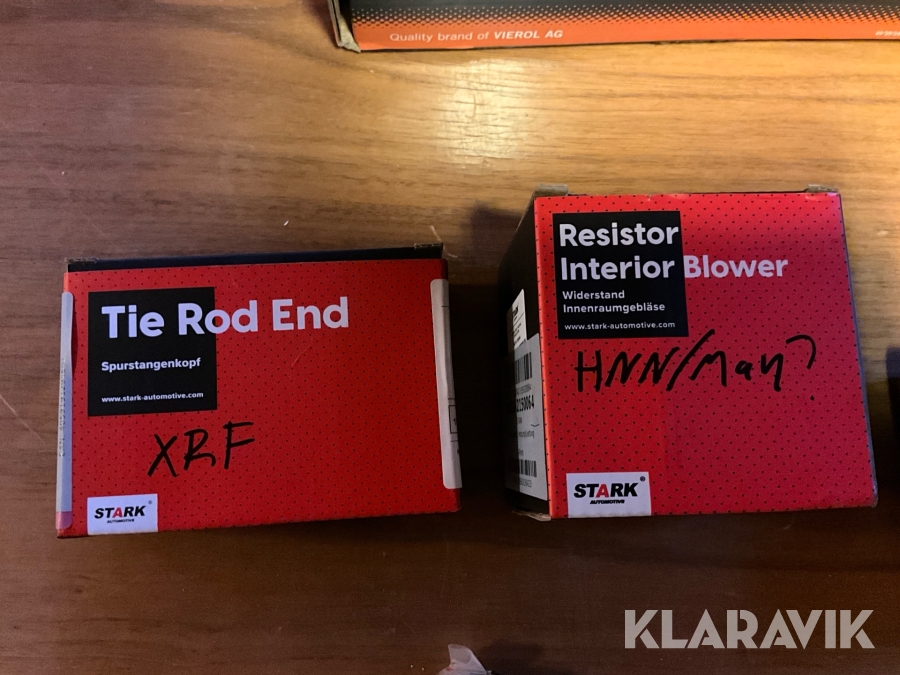 Quality brand of VIEROL AG
Tie Rod End
Spurstangenkopf
www.stark-automotive.com
XRF
STARK
AUTOMOTIVE
Resistor
Interior Blower
Widerstand
Innenraumgebläse
www.stark-automotive.com
HNN/Man?
STARK
AUTOMOTIVE
KLARAVIK